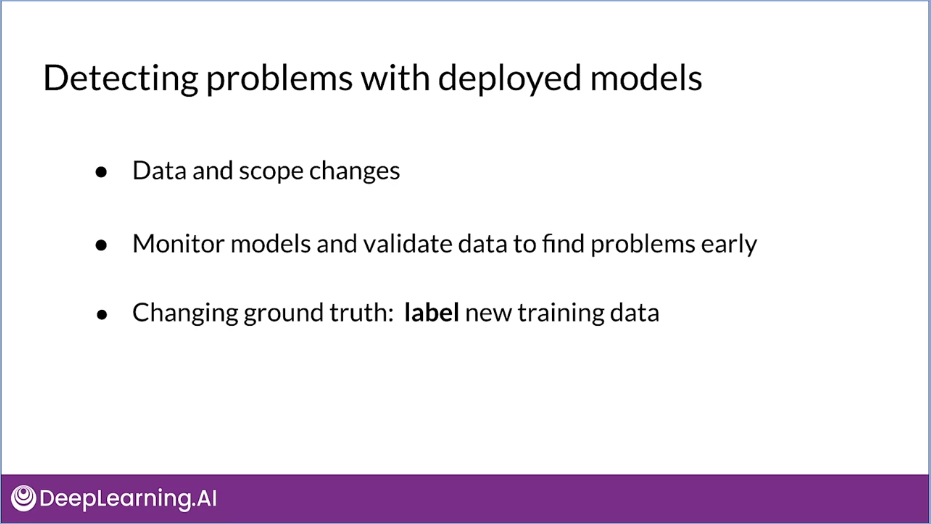 Detecting problems with deployed models
● Data and scope changes
● Monitor models and validate data to find problems early
● Changing ground truth: label new training data
DeepLearning.AI